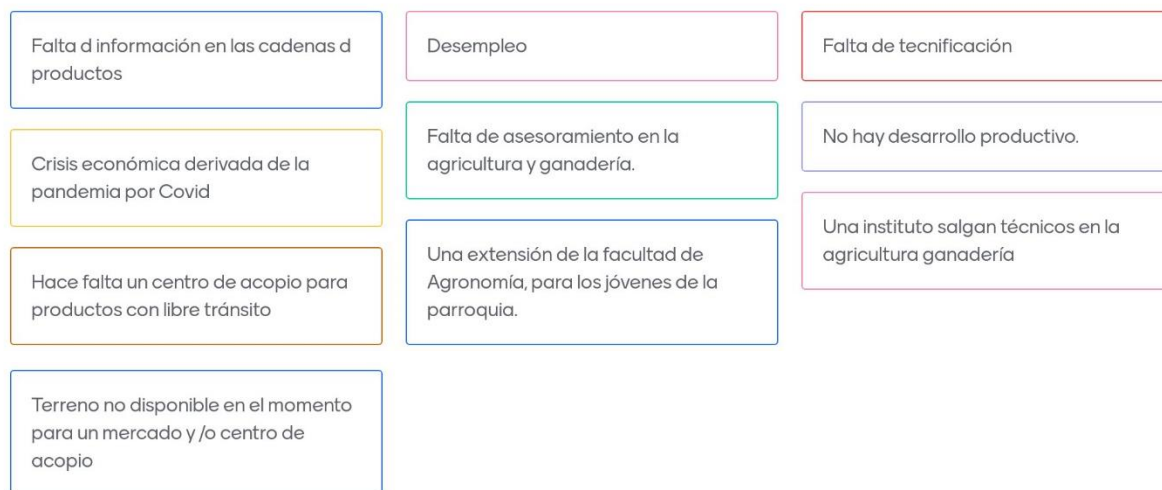 Falta d información en las cadenas d
productos
Crisis económica derivada de la
pandemia por Covid
Hace falta un centro de acopio para
productos con libre tránsito
Terreno no disponible en el momento
para un mercado y /o centro de
acopio
Desempleo
Falta de asesoramiento en la
agricultura y ganadería.
Una extensión de la facultad de
Agronomía, para los jóvenes de la
parroquia.
Falta de tecnificación
No hay desarrollo productivo.
Una instituto salgan técnicos en la
agricultura ganadería